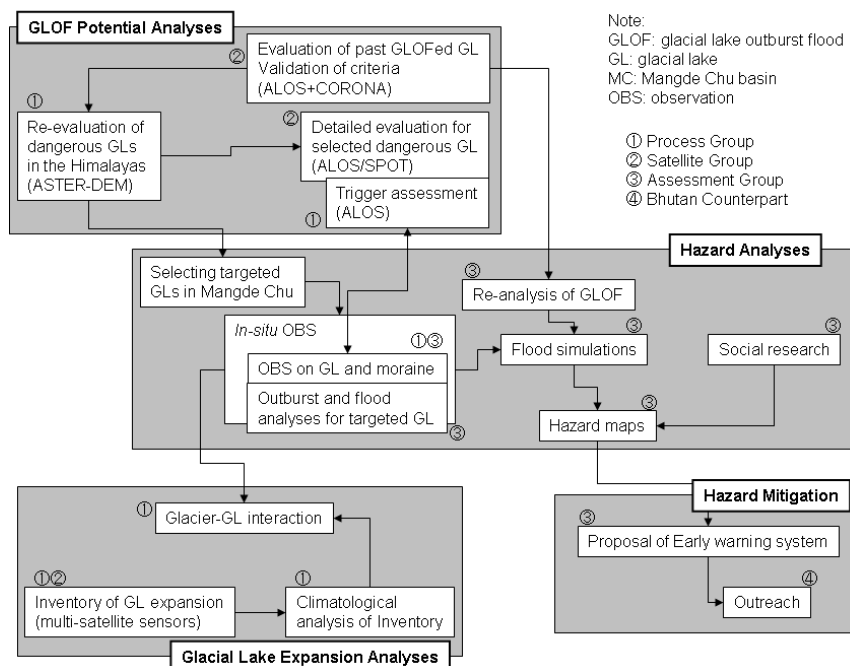 GLOF Potential Analyses
② Evaluation of past GLOFed GL
Validation of criteria
(ALOS+CORONA)
①
Re-evaluation of
dangerous GLs
in the Himalayas
(ASTER-DEM)
②
Detailed evaluation for
selected dangerous GL
(ALOS/SPOT)
Trigger assessment
① (ALOS)
Note:
GLOF: glacial lake outburst flood
GL: glacial lake
MC: Mangde Chu basin
OBS: observation
① Process Group
② Satellite Group
③ Assessment Group
④ Bhutan Counterpart
Hazard Analyses
Selecting targeted
GLs in Mangde Chu
In-situ OBS
①③
OBS on GL and moraine
Outburst and flood
analyses for targeted GL
③
③
Re-analysis of GLOF
③
Flood simulations
③
Social research
③
Hazard maps
① Glacier-GL interaction
①②
Inventory of GL expansion
(multi-satellite sensors)
①
Climatological
analysis of Inventory
Glacial Lake Expansion Analyses
Hazard Mitigation
③
Proposal of Early warning system
④
Outreach